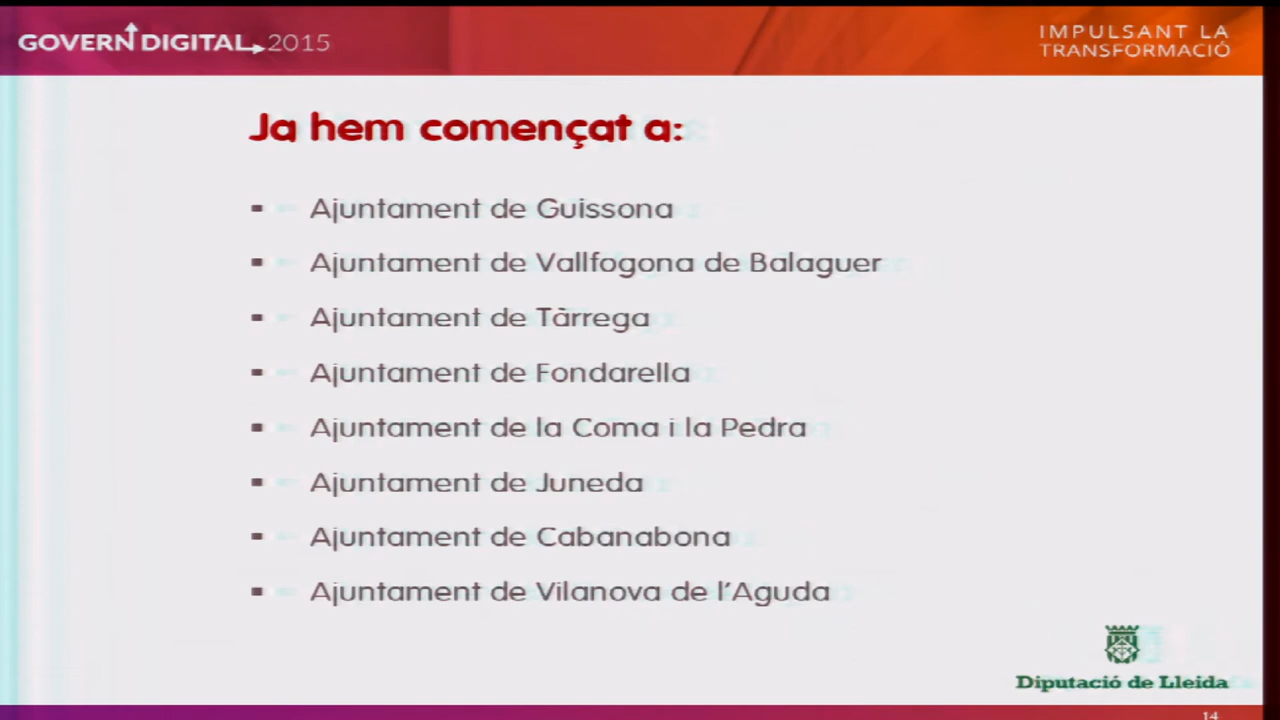 GOVERN DIGITAL 2015
IMPULSANT LA
TRANSFORMACIÓ
Ja hem començat a:
▪ Ajuntament de Guissona
▪ Ajuntament de Vallfogona de Balaguer
▪ Ajuntament de Tàrrega
▪ Ajuntament de Fondarella
▪ Ajuntament de la Coma i la Pedra
▪ Ajuntament de Juneda
▪ Ajuntament de Cabanabona
▪ Ajuntament de Vilanova de l'Aguda
Diputació de Lleida
14